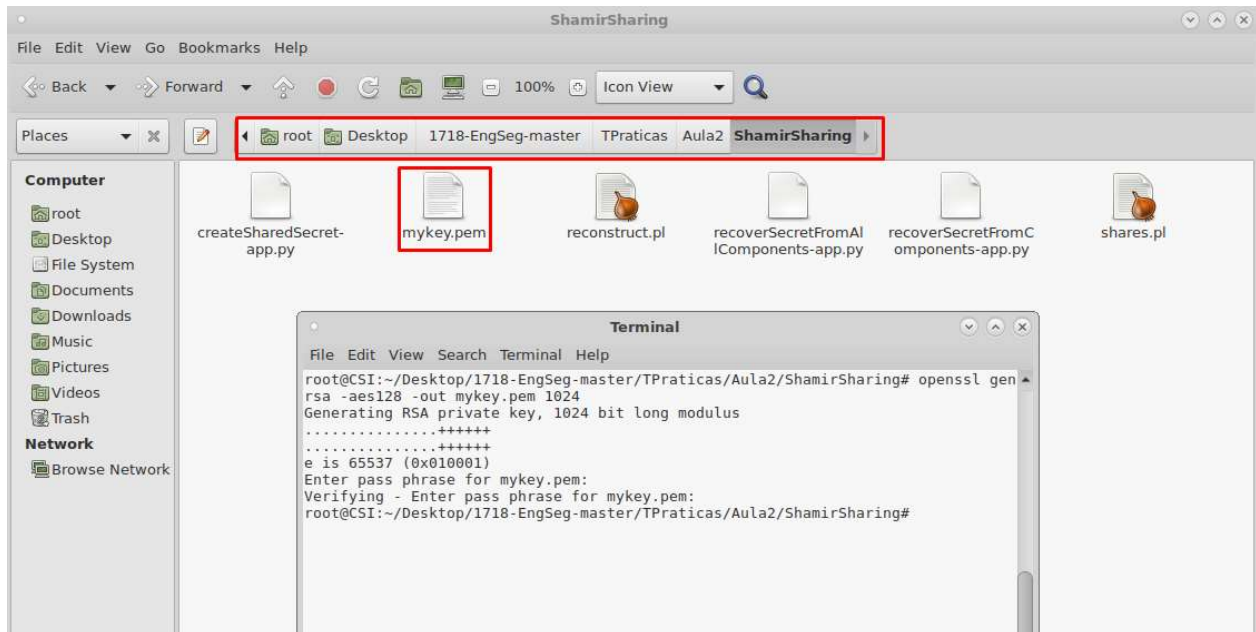 ShamirSharing
File Edit View Go Bookmarks Help
Back Forward 100% Icon View
Places root Desktop 1718-EngSeg-master TPraticas Aula2 ShamirSharing
Computer
root
Desktop
File System
Documents
Downloads
Music
Pictures
Videos
Trash
Network
Browse Network
createSharedSecret-
app.py
mykey.pem
reconstruct.pl
recoverSecretFromAl
lComponents-app.py
recoverSecretFromC
omponents-app.py
shares.pl
Terminal
File Edit View Search Terminal Help
root@CSI:~/Desktop/1718-EngSeg-master/TPraticas/Aula2/ShamirSharing# openssl gen
rsa -aes128 -out mykey.pem 1024
Generating RSA private key, 1024 bit long modulus
...............++++++
...............++++++
e is 65537 (0x010001)
Enter pass phrase for mykey.pem:
Verifying - Enter pass phrase for mykey.pem:
root@CSI:~/Desktop/1718-EngSeg-master/TPraticas/Aula2/ShamirSharing#